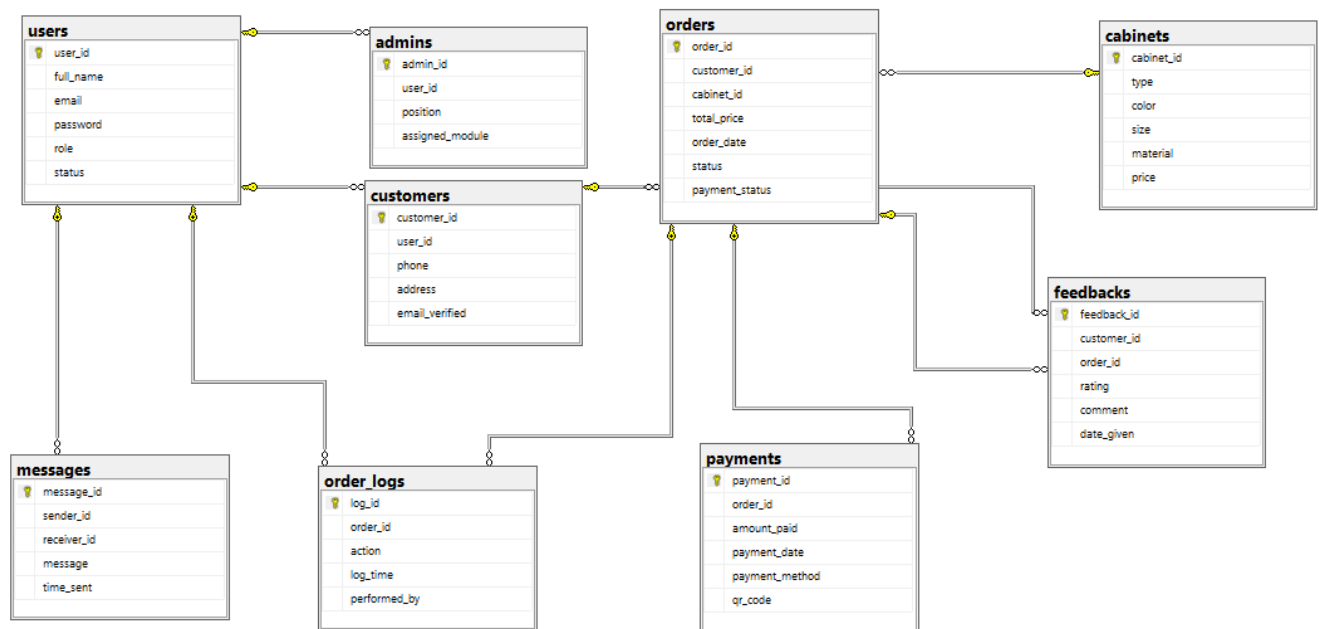 users
user_id
full_name
email
password
role
status
admins
admin_id
user_id
position
assigned_module
customers
customer_id
user_id
phone
address
email_verified
orders
order_id
customer_id
cabinet_id
total_price
order_date
status
payment_status
cabinets
cabinet_id
type
color
size
material
price
feedbacks
feedback_id
customer_id
order_id
rating
comment
date_given
messages
message_id
sender_id
receiver_id
message
time_sent
order_logs
log_id
order_id
action
log_time
performed_by
payments
payment_id
order_id
amount_paid
payment_date
payment_method
qr_code